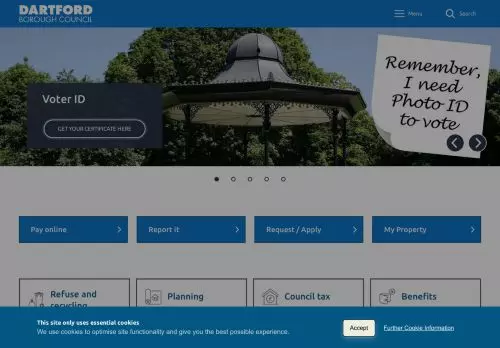 DARTFORD
BOROUGH COUNCIL
Menu
Search
Voter ID
GET YOUR CERTIFICATE HERE
Remember,
I need
Photo ID
to vote
Pay online
Report it
Request / Apply
My Property
Refuse and
recycling
Planning
Council tax
Benefits
This site only uses essential cookies
We use cookies to optimise site functionality and give you the best possible experience.
Accept
Further Cookie Information